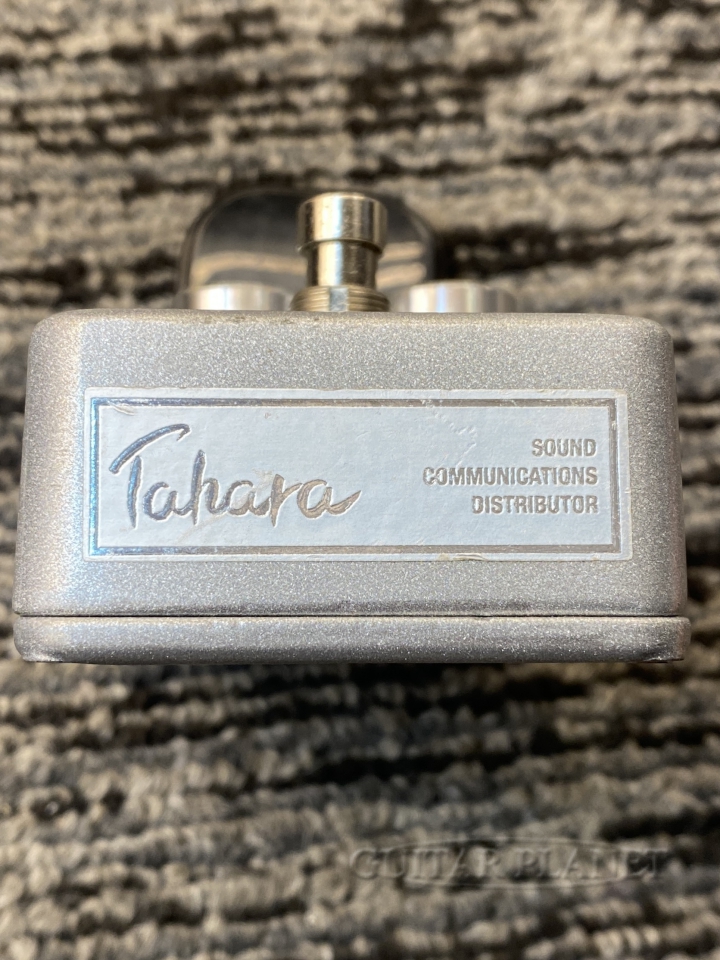 Tahara
SOUND
COMMUNICATIONS
DISTRIBUTOR
GUITAR PLANET